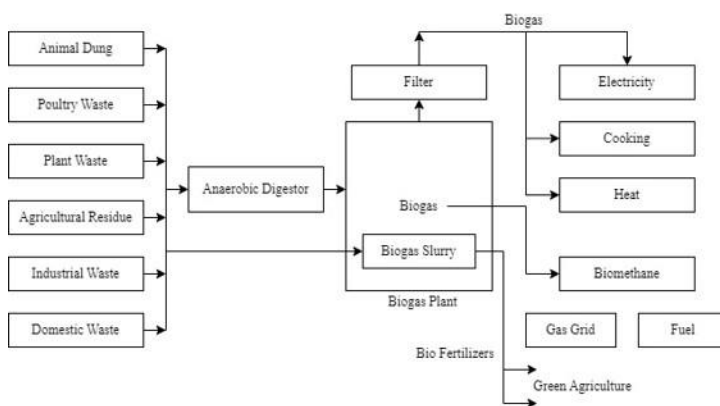 Biogas
Animal Dung
Filter
Electricity
Poultry Waste
Cooking
Plant Waste
Anaerobic Digestor
Heat
Agricultural Residue
Biogas
Biogas Slurry
Industrial Waste
Biomethane
Biogas Plant
Domestic Waste
Gas Grid
Fuel
Bio Fertilizers
Green Agriculture